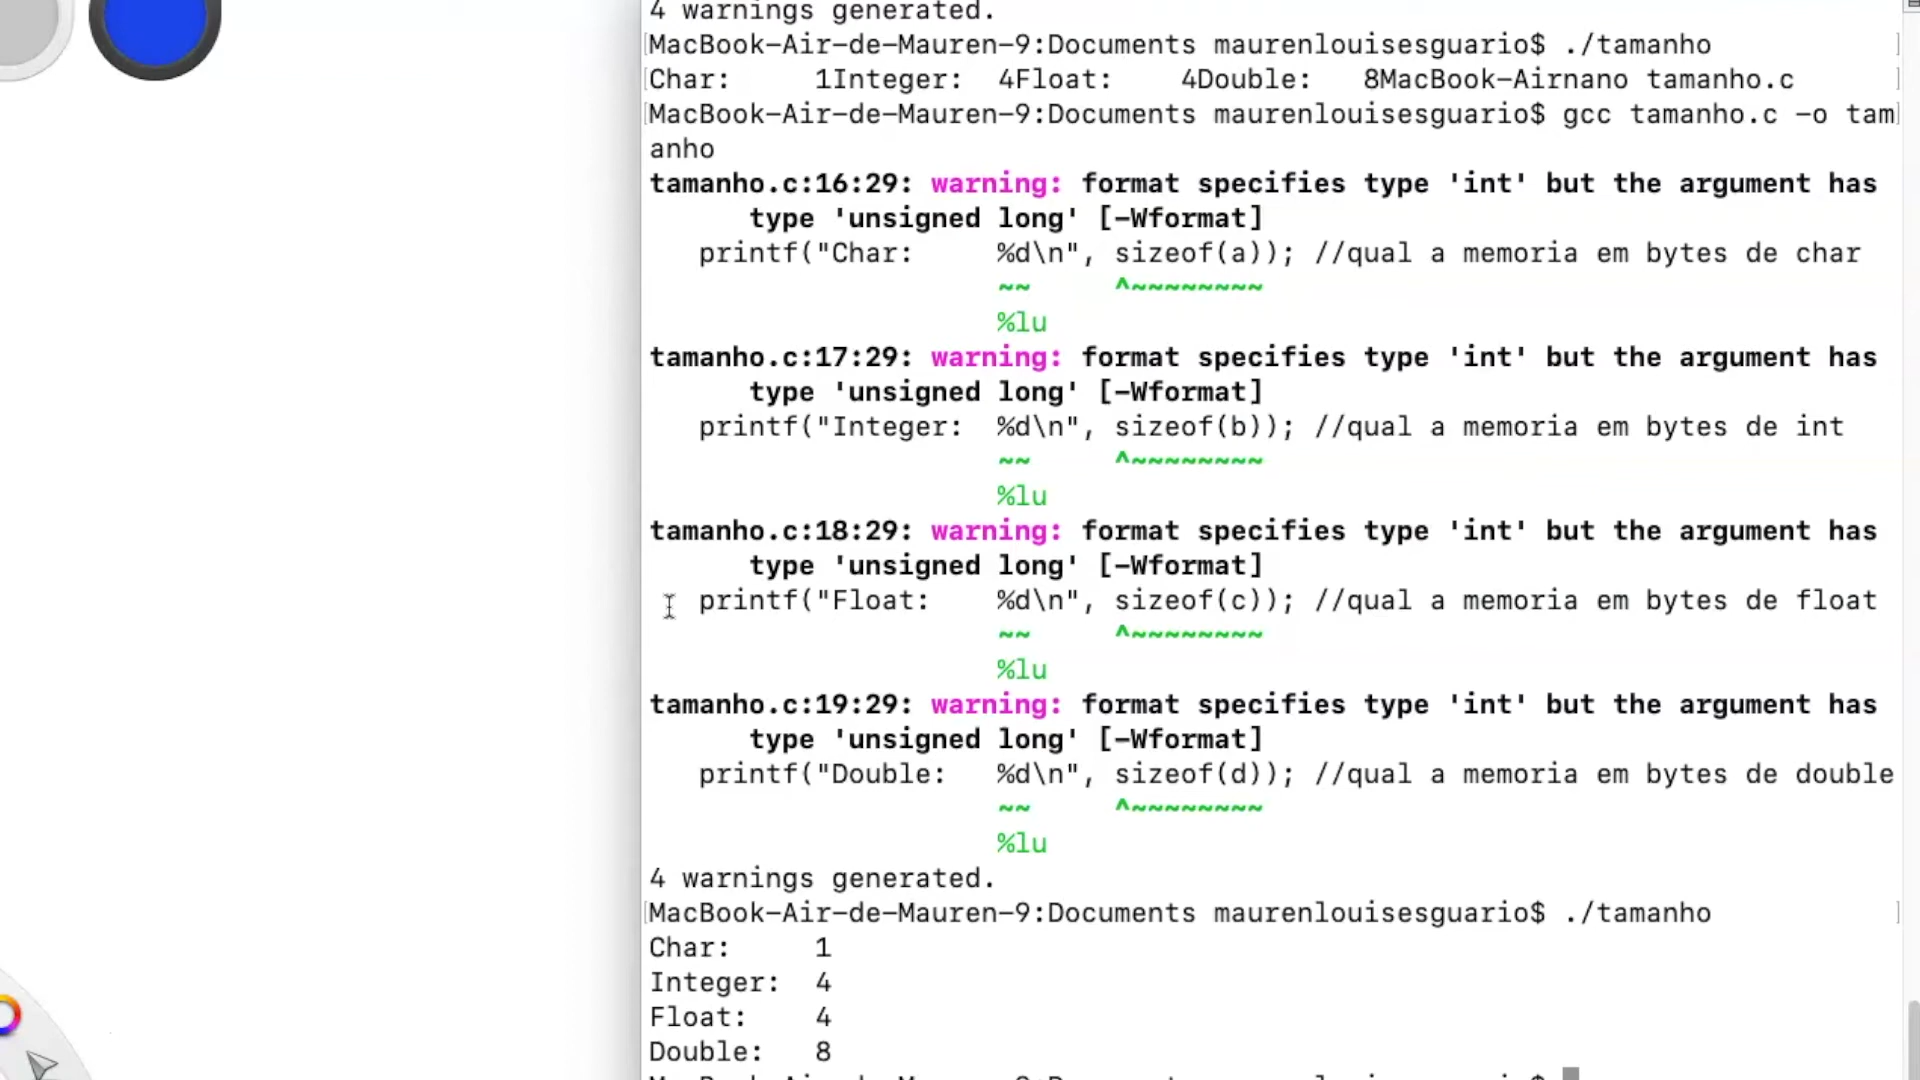 4 warnings generated.
[MacBook-Air-de-Mauren-9:Documents maurenlouisesguario$ ./tamanho ]
[Char:     1Integer:  4Float:    4Double:   8MacBook-Airnano tamanho.c ]
[MacBook-Air-de-Mauren-9:Documents maurenlouisesguario$ gcc tamanho.c -o tam]
anho
tamanho.c:16:29: warning: format specifies type 'int' but the argument has
      type 'unsigned long' [-Wformat]
   printf("Char:     %d\n", sizeof(a)); //qual a memoria em bytes de char
                     ~~     ^~~~~~~~~
                     %lu
tamanho.c:17:29: warning: format specifies type 'int' but the argument has
      type 'unsigned long' [-Wformat]
   printf("Integer:  %d\n", sizeof(b)); //qual a memoria em bytes de int
                     ~~     ^~~~~~~~~
                     %lu
tamanho.c:18:29: warning: format specifies type 'int' but the argument has
      type 'unsigned long' [-Wformat]
   printf("Float:    %d\n", sizeof(c)); //qual a memoria em bytes de float
                     ~~     ^~~~~~~~~
                     %lu
tamanho.c:19:29: warning: format specifies type 'int' but the argument has
      type 'unsigned long' [-Wformat]
   printf("Double:   %d\n", sizeof(d)); //qual a memoria em bytes de double
                     ~~     ^~~~~~~~~
                     %lu
4 warnings generated.
[MacBook-Air-de-Mauren-9:Documents maurenlouisesguario$ ./tamanho ]
Char:     1
Integer:  4
Float:    4
Double:   8